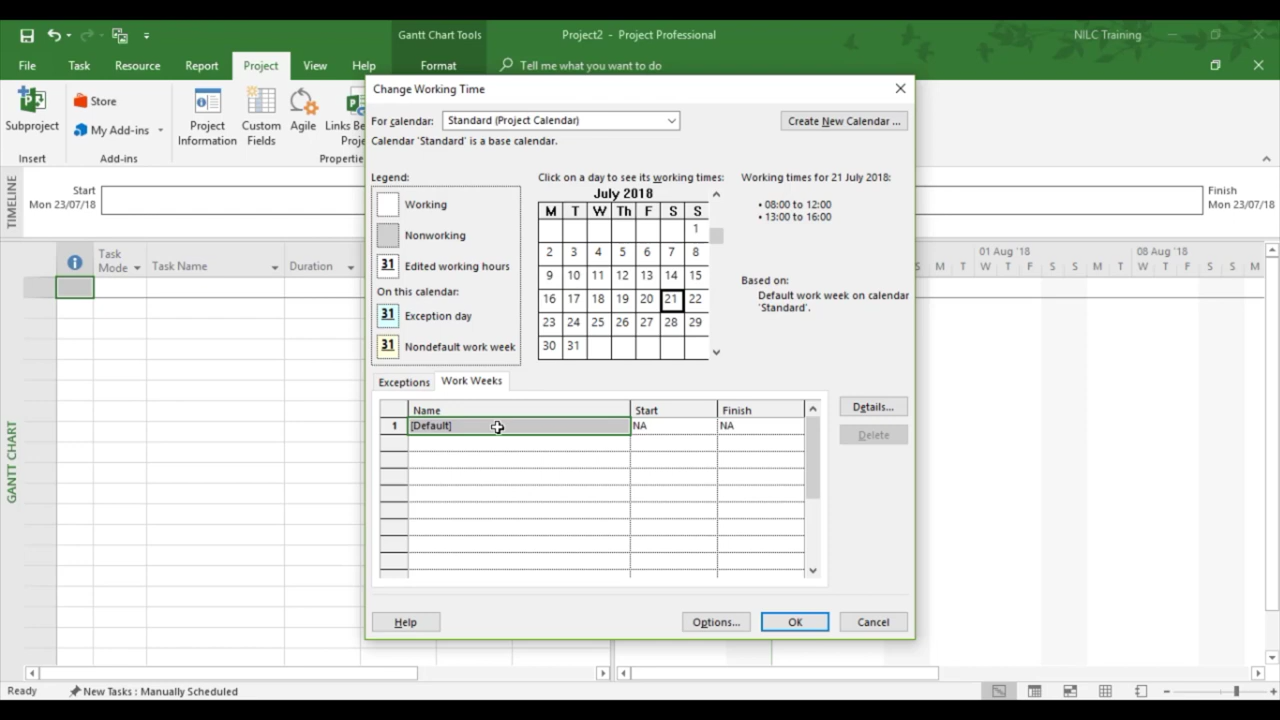 Gantt Chart Tools
Project2 - Project Professional
NILC Training
File Task Resource Report Project View Help Format Tell me what you want to do
Subproject
Insert
Store
My Add-ins
Add-ins
Project Information
Custom Fields
Agile
Links Be
Proje
Propertie
TIMELINE
Start
Mon 23/07/18
Finish
Mon 23/07/18
Task Mode
Task Name
Duration
01 Aug '18
08 Aug '18
S M T W T F S S M T W T F S S M
GANTT CHART
Change Working Time
For calendar: Standard (Project Calendar)
Create New Calendar ...
Calendar 'Standard' is a base calendar.
Legend:
Working
Nonworking
31 Edited working hours
On this calendar:
31 Exception day
31 Nondefault work week
Click on a day to see its working times:
July 2018
M T W Th F S S
1
2 3 4 5 6 7 8
9 10 11 12 13 14 15
16 17 18 19 20 21 22
23 24 25 26 27 28 29
30 31
Working times for 21 July 2018:
• 08:00 to 12:00
• 13:00 to 16:00
Based on:
Default work week on calendar
'Standard'.
Exceptions Work Weeks
Name Start Finish
1 [Default] NA NA
Details...
Delete
Help Options... OK Cancel
Ready New Tasks : Manually Scheduled